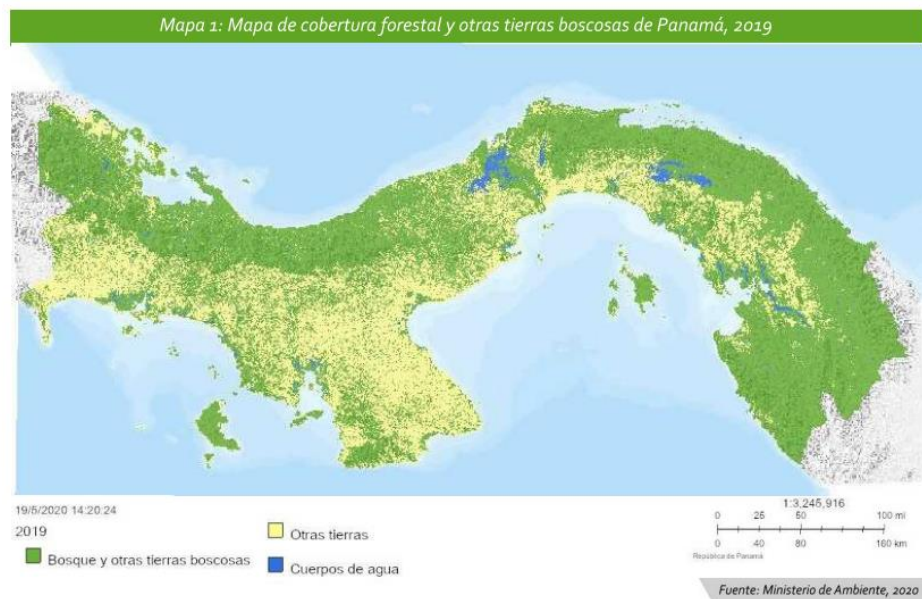 Mapa 1: Mapa de cobertura forestal y otras tierras boscosas de Panamá, 2019
19/5/2020 14:20:24
2019
Bosque y otras tierras boscosas
Otras tierras
Cuerpos de agua
1:3,245,916
0 25 50 100 mi
0 40 80 160 km
República de Panamá
Fuente: Ministerio de Ambiente, 2020